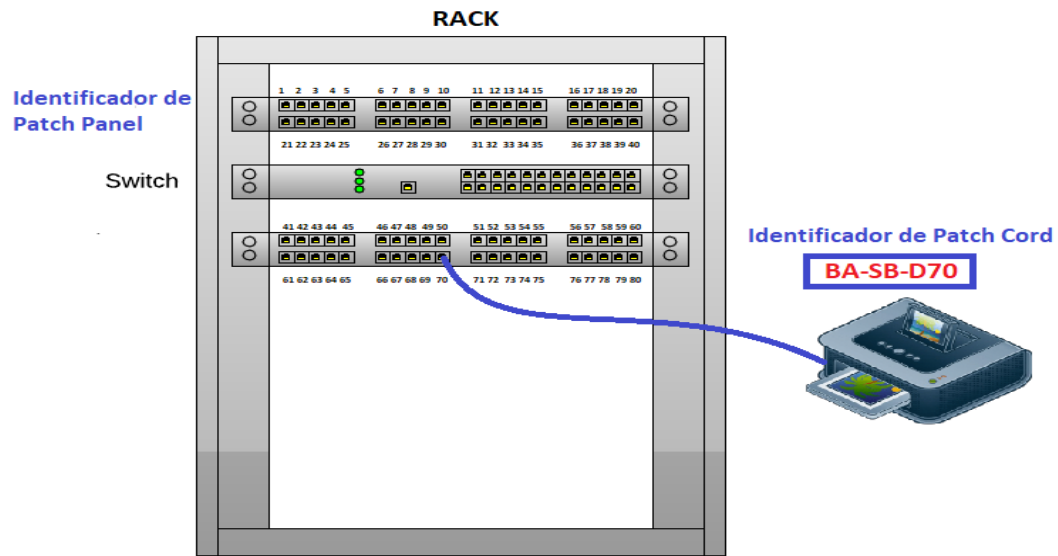 RACK
Identificador de
Patch Panel
1 2 3 4 5 6 7 8 9 10 11 12 13 14 15 16 17 18 19 20
21 22 23 24 25 26 27 28 29 30 31 32 33 34 35 36 37 38 39 40
Switch
41 42 43 44 45 46 47 48 49 50 51 52 53 54 55 56 57 58 59 60
61 62 63 64 65 66 67 68 69 70 71 72 73 74 75 76 77 78 79 80
Identificador de Patch Cord
BA-SB-D70